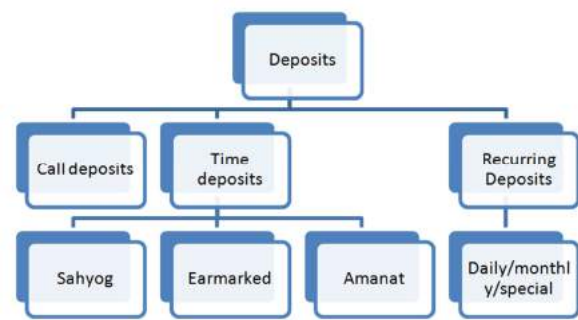 Deposits
Call deposits
Time
deposits
Recurring
Deposits
Sahyog
Earmarked
Amanat
Daily/monthl
y/special